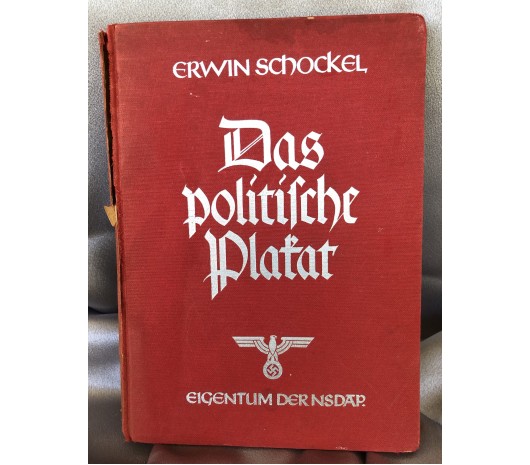 ERWIN SCHOCKEL
Das
politiſche
Plakat
EIGENTUM DER NSDAP.